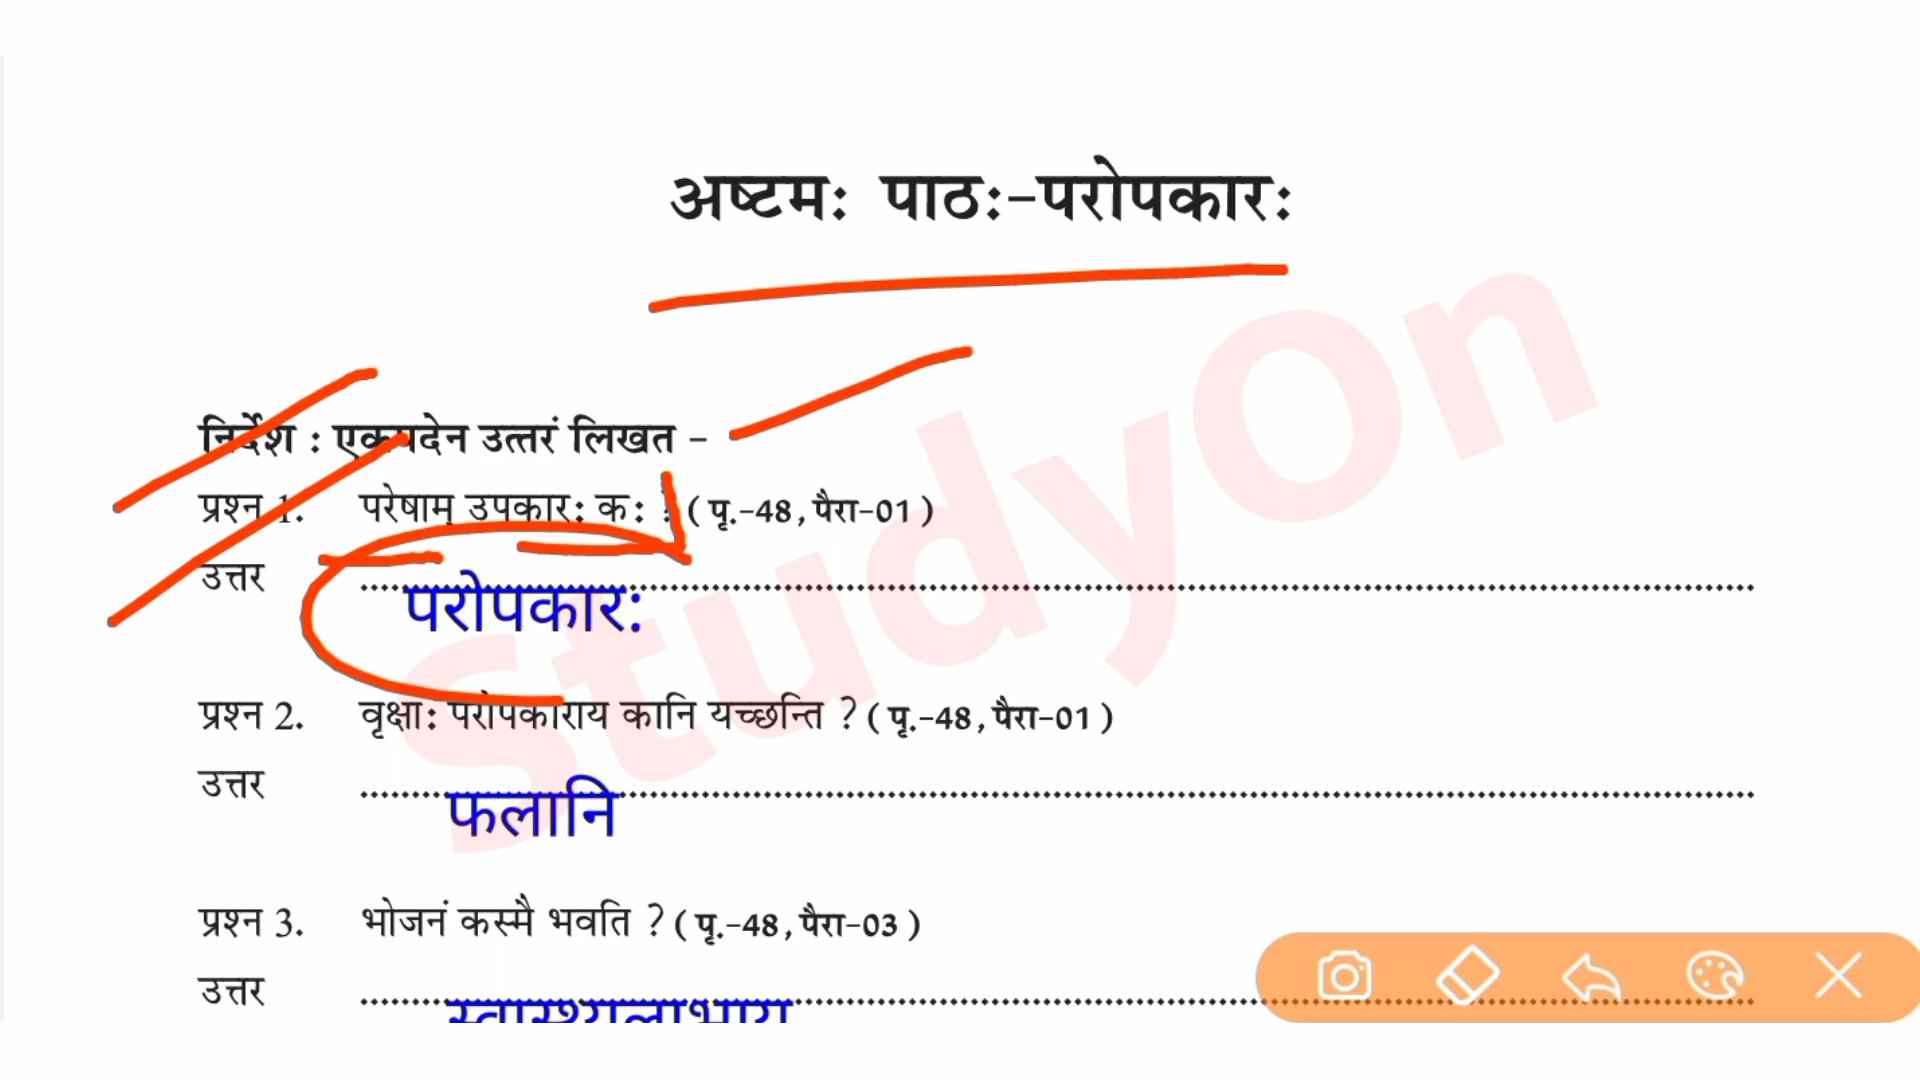 अष्टमः पाठः-परोपकारः
निर्देश : एकपदेन उत्तरं लिखत -
प्रश्न 1. परेषाम् उपकारः कः ? ( पृ.-48, पैरा-01 )
उत्तर ........................
परोपकार:
प्रश्न 2. वृक्षाः परोपकाराय कानि यच्छन्ति ? ( पृ.-48, पैरा-01 )
उत्तर ........................
फलानि
प्रश्न 3. भोजनं कस्मै भवति ? ( पृ.-48, पैरा-03 )
उत्तर ........................
स्वास्थ्यलाभाय
StudyOn